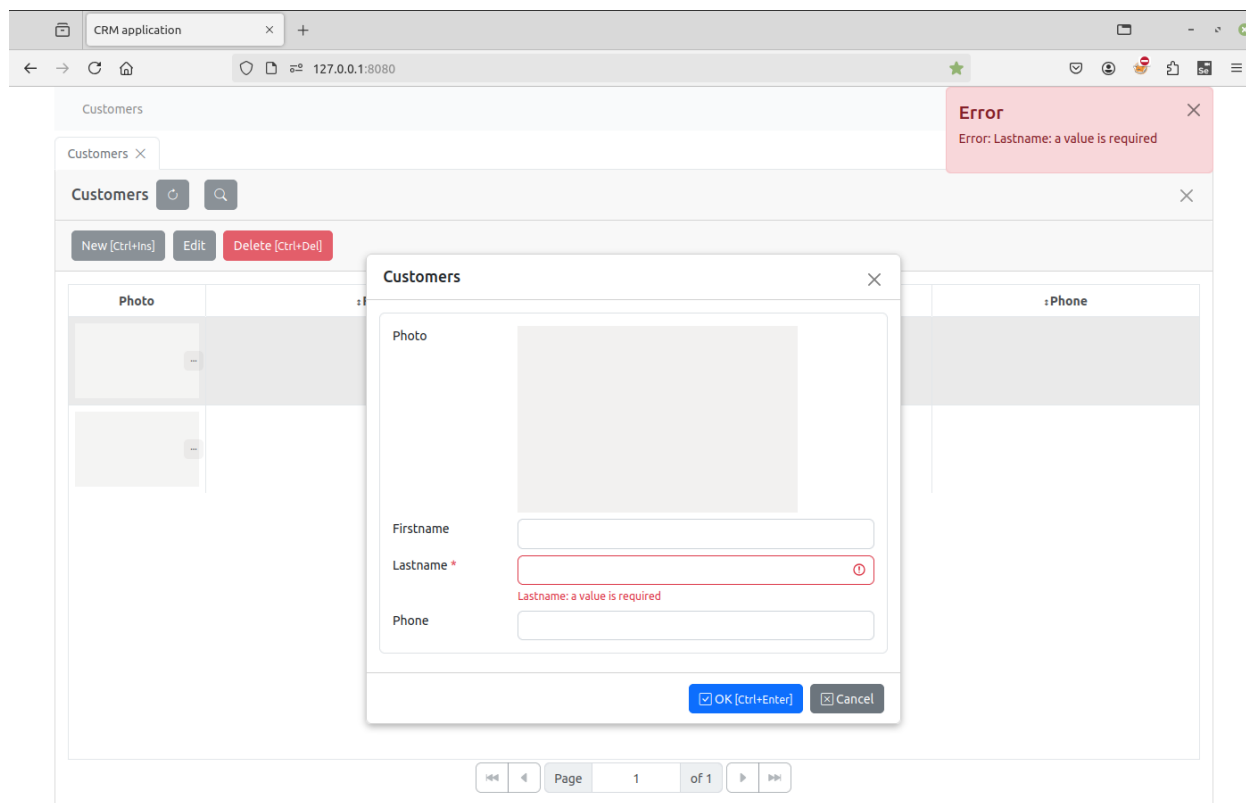 CRM application
127.0.0.1:8080
Customers
Error
Error: Lastname: a value is required
Customers
Customers
New [Ctrl+Ins] Edit Delete [Ctrl+Del]
Customers
Photo Phone
Photo
Firstname
Lastname *
Lastname: a value is required
Phone
OK [Ctrl+Enter] Cancel
Page 1 of 1